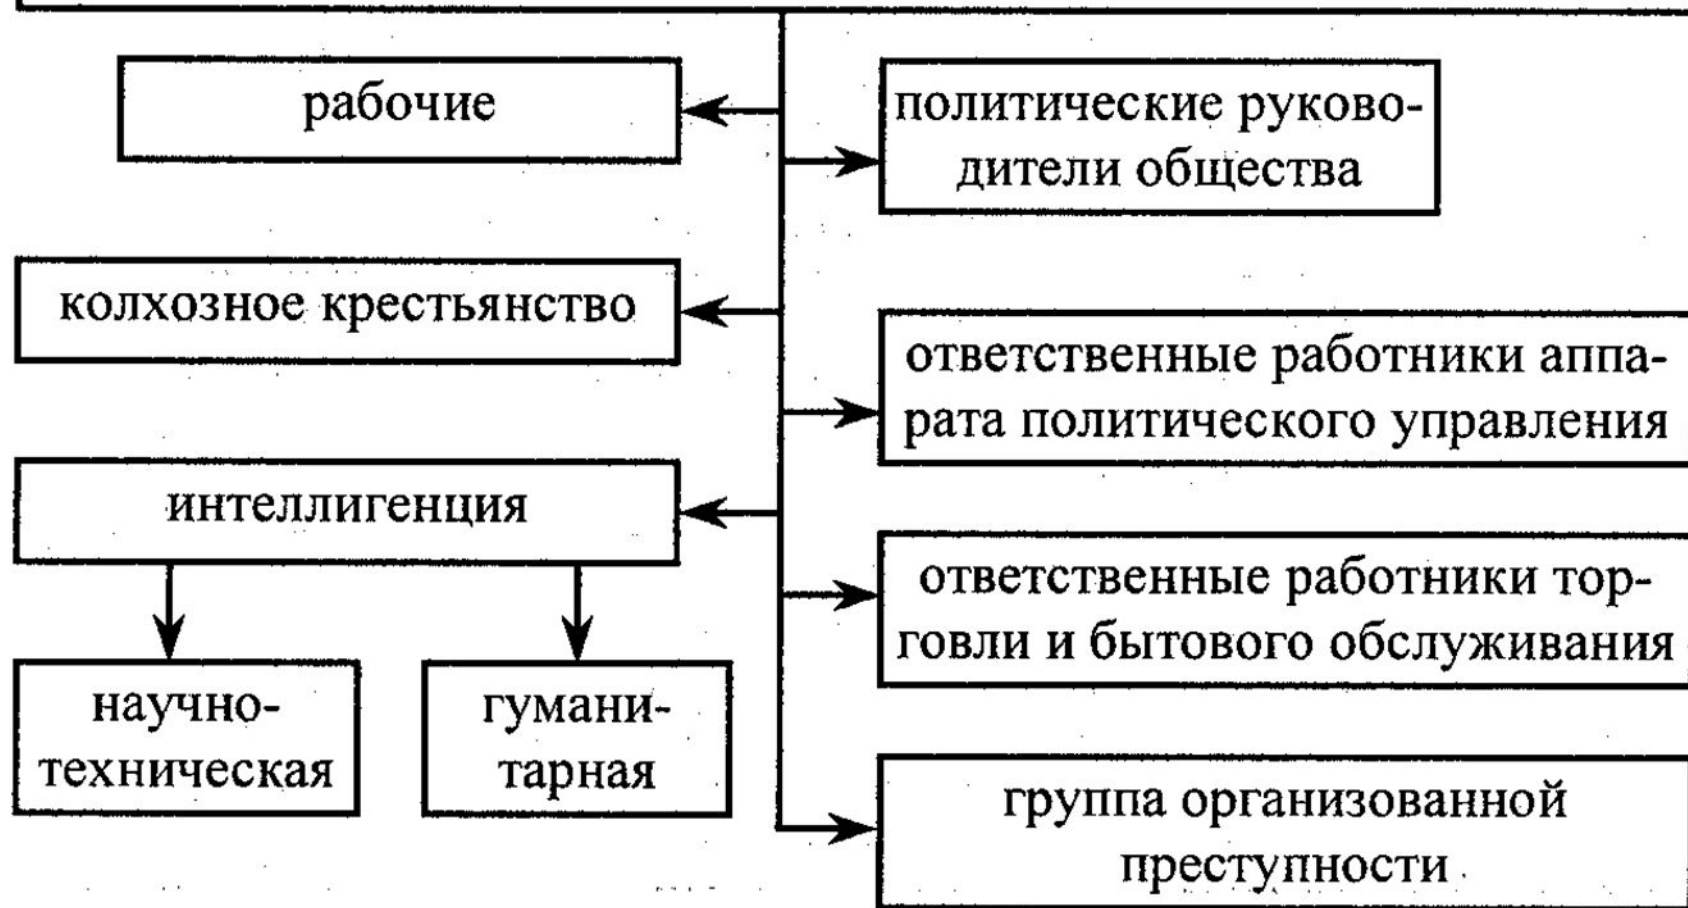 рабочие
политические руково-
дители общества
колхозное крестьянство
ответственные работники аппа-
рата политического управления
интеллигенция
ответственные работники тор-
говли и бытового обслуживания
научно-
техническая
гумани-
тарная
группа организованной
преступности